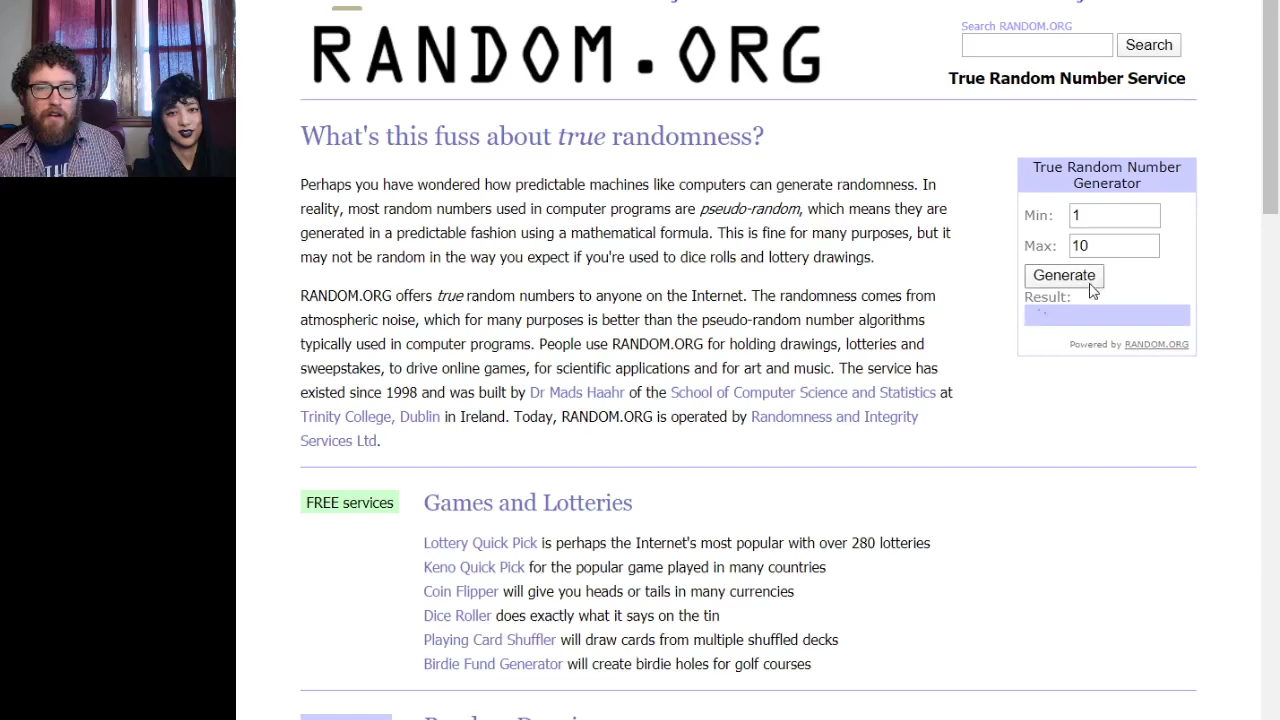 RANDOM.ORG
Search RANDOM.ORG
Search
True Random Number Service
What's this fuss about true randomness?
Perhaps you have wondered how predictable machines like computers can generate randomness. In
reality, most random numbers used in computer programs are pseudo-random, which means they are
generated in a predictable fashion using a mathematical formula. This is fine for many purposes, but it
may not be random in the way you expect if you're used to dice rolls and lottery drawings.
RANDOM.ORG offers true random numbers to anyone on the Internet. The randomness comes from
atmospheric noise, which for many purposes is better than the pseudo-random number algorithms
typically used in computer programs. People use RANDOM.ORG for holding drawings, lotteries and
sweepstakes, to drive online games, for scientific applications and for art and music. The service has
existed since 1998 and was built by Dr Mads Haahr of the School of Computer Science and Statistics at
Trinity College, Dublin in Ireland. Today, RANDOM.ORG is operated by Randomness and Integrity
Services Ltd.
True Random Number
Generator
Min: 1
Max: 10
Generate
Result:
Powered by RANDOM.ORG
FREE services
Games and Lotteries
Lottery Quick Pick is perhaps the Internet's most popular with over 280 lotteries
Keno Quick Pick for the popular game played in many countries
Coin Flipper will give you heads or tails in many currencies
Dice Roller does exactly what it says on the tin
Playing Card Shuffler will draw cards from multiple shuffled decks
Birdie Fund Generator will create birdie holes for golf courses